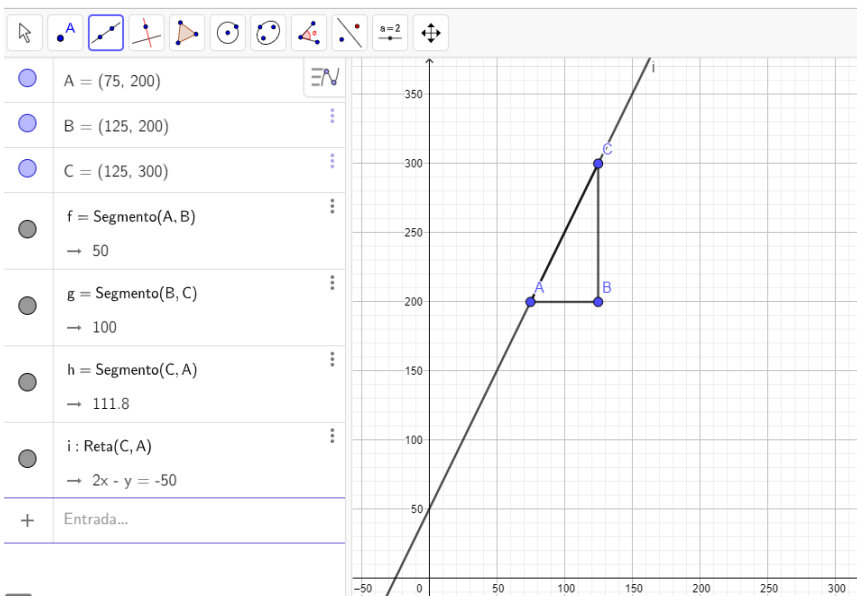 A
α
a=2
A = (75, 200)
B = (125, 200)
C = (125, 300)
f = Segmento(A, B)
→ 50
g = Segmento(B, C)
→ 100
h = Segmento(C, A)
→ 111.8
i : Reta(C, A)
→ 2x - y = -50
+ Entrada...
i
350
C
300
250
A B
200
150
100
50
-50 0 50 100 150 200 250 300